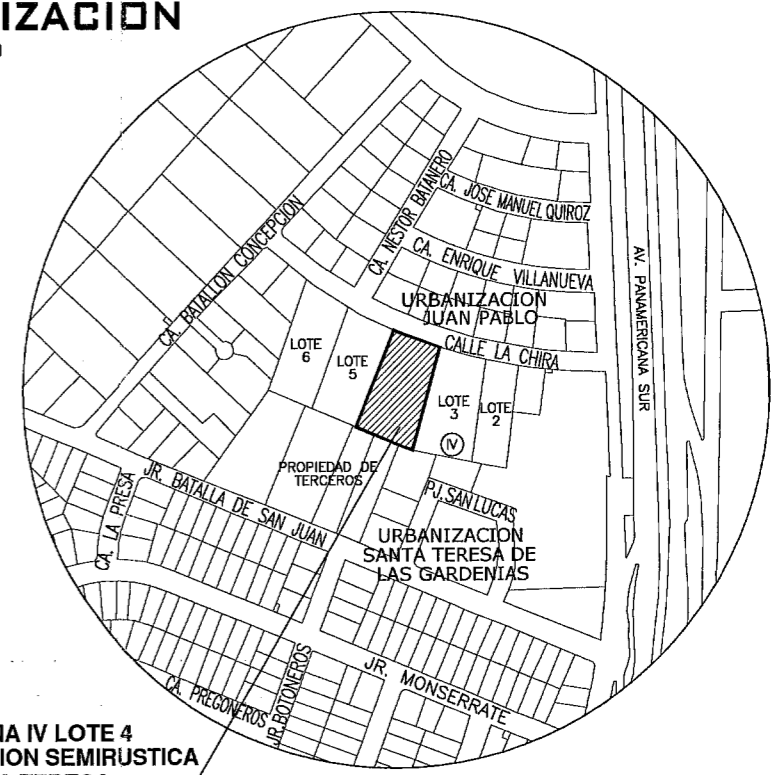 IZACION
CA. BATALLON CONCEPCION
CA. NESTOR BATANERO
CA. JOSE MANUEL QUIROZ
CA. ENRIQUE VILLANUEVA
AV. PANAMERICANA SUR
URBANIZACION
JUAN PABLO
CALLE LA CHIRA
LOTE
6
LOTE
5
LOTE
3
LOTE
2
IV
PROPIEDAD DE
TERCEROS
PJ. SAN LUCAS
JR. BATALLA DE SAN JUAN
CA. LA PRESA
URBANIZACION
SANTA TERESA DE
LAS GARDENIAS
JR. MONSERRATE
CA. PREGONEROS
JR. BOTONEROS
NA IV LOTE 4
ION SEMIRUSTICA